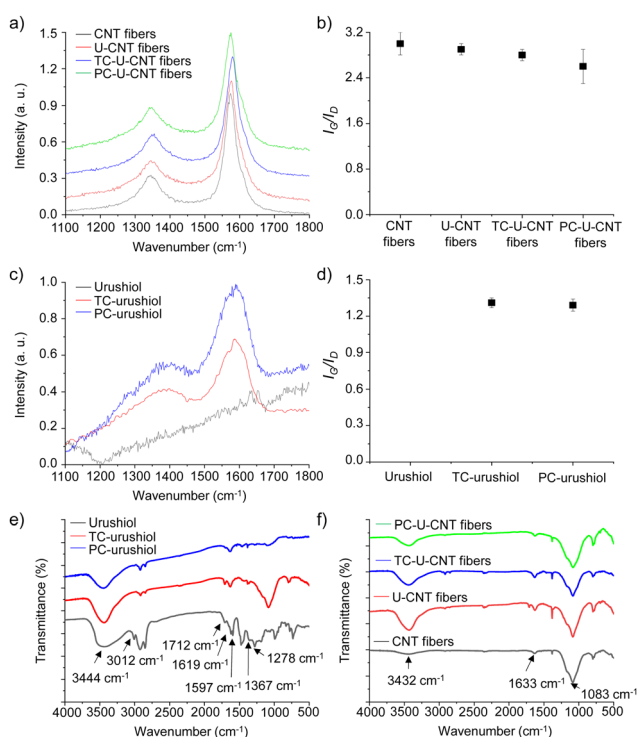 a)
CNT fibers
U-CNT fibers
TC-U-CNT fibers
PC-U-CNT fibers
Intensity (a. u.)
1.5
1.2
0.9
0.6
0.3
0.0
1100 1200 1300 1400 1500 1600 1700 1800
Wavenumber (cm-1)
b)
IG/ID
3.2
2.4
1.6
0.8
0.0
CNT fibers
U-CNT fibers
TC-U-CNT fibers
PC-U-CNT fibers
c)
Urushiol
TC-urushiol
PC-urushiol
Intensity (a. u.)
1.0
0.8
0.6
0.4
0.2
0.0
1100 1200 1300 1400 1500 1600 1700 1800
Wavenumber (cm-1)
d)
IG/ID
1.5
1.2
0.9
0.6
0.3
0.0
Urushiol TC-urushiol PC-urushiol
e)
Urushiol
TC-urushiol
PC-urushiol
Transmittance (%)
3444 cm-1
3012 cm-1
1712 cm-1
1619 cm-1
1597 cm-1
1367 cm-1
1278 cm-1
4000 3500 3000 2500 2000 1500 1000 500
Wavenumber (cm-1)
f)
PC-U-CNT fibers
TC-U-CNT fibers
U-CNT fibers
CNT fibers
Transmittance (%)
3432 cm-1
1633 cm-1
1083 cm-1
4000 3500 3000 2500 2000 1500 1000 500
Wavenumber (cm-1)